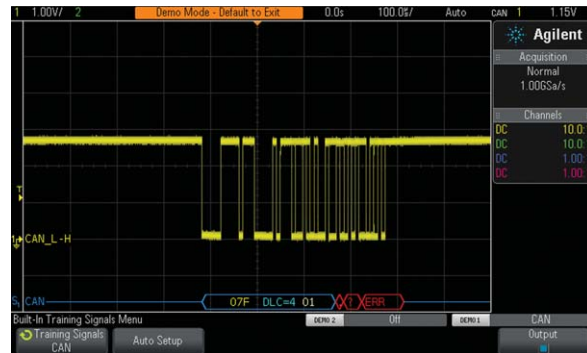 1 1.00V/ 2 Demo Mode - Default to Exit 0.0s 100.0%/ Auto CAN 1 1.15V
Agilent
Acquisition
Normal
1.00GSa/s
Channels
DC 10.0:
DC 10.0:
DC 1.00:
DC 1.00:
T
CAN_L-H
S1 CAN 07F DLC=4 01 ? ERR
Built-In Training Signals Menu DEMO 2 Off DEMO 1 CAN
Training Signals
CAN
Auto Setup
Output